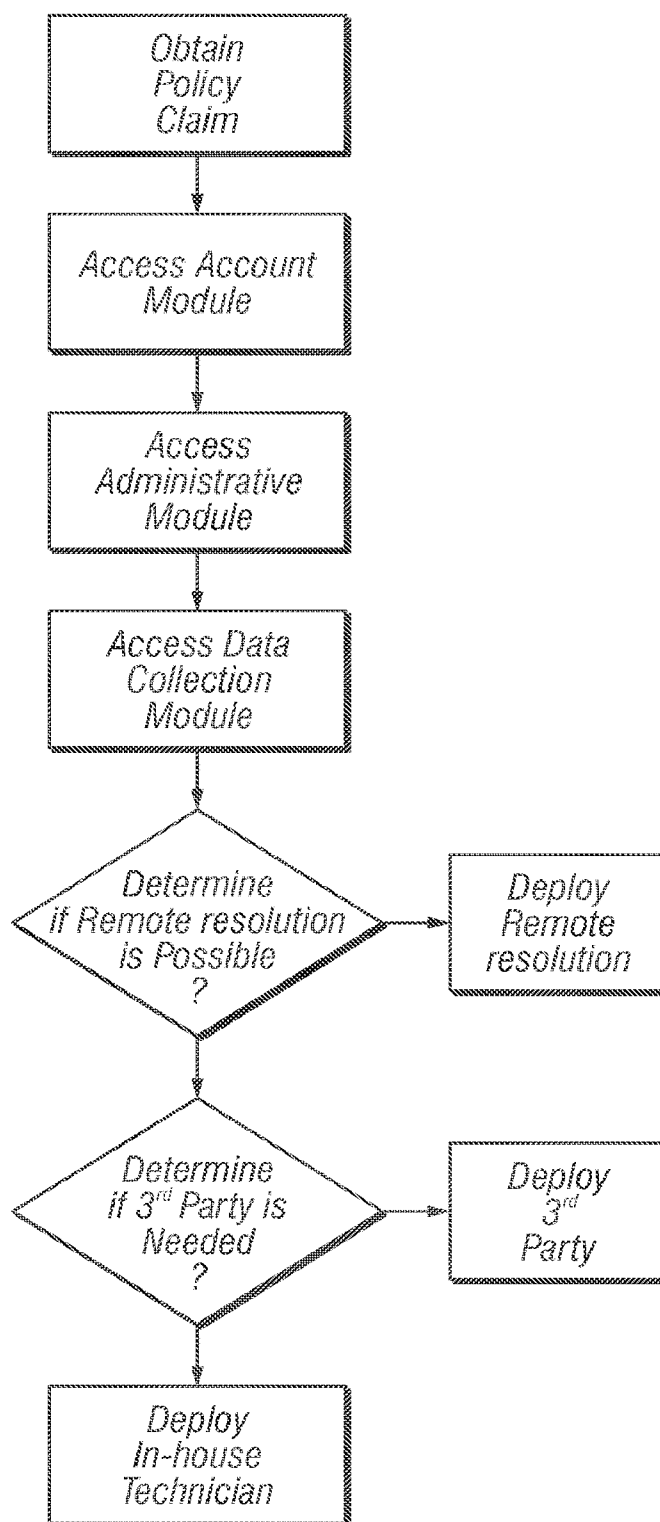 Obtain
Policy
Claim
Access Account
Module
Access
Administrative
Module
Access Data
Collection
Module
Determine
if Remote resolution
is Possible
?
Deploy
Remote
resolution
Determine
if 3rd Party is
Needed
?
Deploy
3rd
Party
Deploy
In-house
Technician